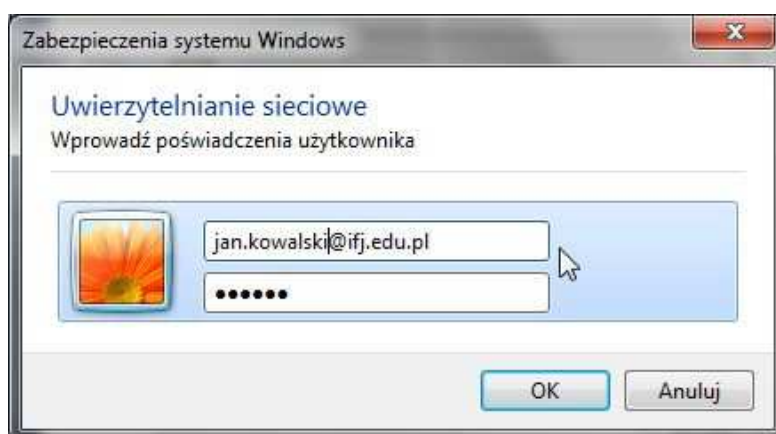 Zabezpieczenia systemu Windows
Uwierzytelnianie sieciowe
Wprowadź poświadczenia użytkownika
jan.kowalski@ifj.edu.pl
••••••
OK Anuluj